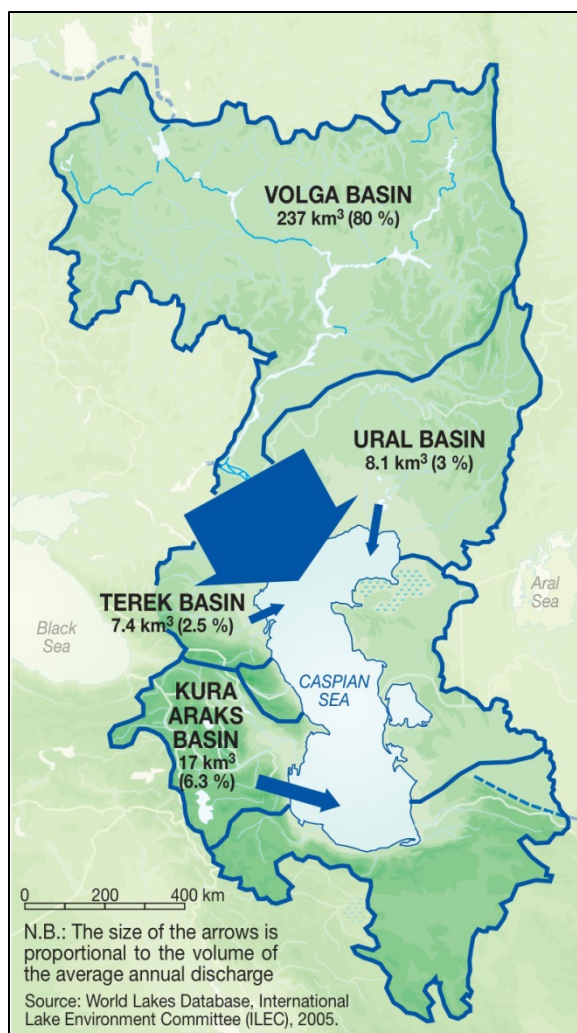 VOLGA BASIN
237 km³ (80 %)
URAL BASIN
8.1 km³ (3 %)
TEREK BASIN
7.4 km³ (2.5 %)
Black
Sea
Aral
Sea
CASPIAN
SEA
KURA
ARAKS
BASIN
17 km³
(6.3 %)
0 200 400 km
N.B.: The size of the arrows is
proportional to the volume of
the average annual discharge
Source: World Lakes Database, International
Lake Environment Committee (ILEC), 2005.